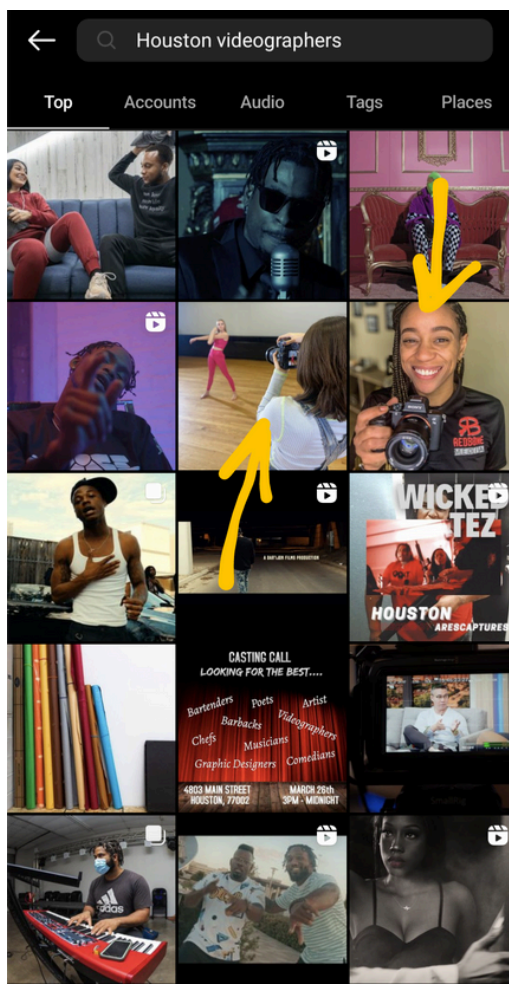 Houston videographers
Top Accounts Audio Tags Places
REDBONE
A DARYJON FILMS PRODUCTION
WICKED
TEZ
HOUSTON
ARESCAPTURES
CASTING CALL
LOOKING FOR THE BEST....
Bartenders Poets Artist
Barbacks Videographers
Chefs Musicians
Graphic Designers Comedians
4803 MAIN STREET MARCH 26th
HOUSTON, 77002 3PM - MIDNIGHT
adidas